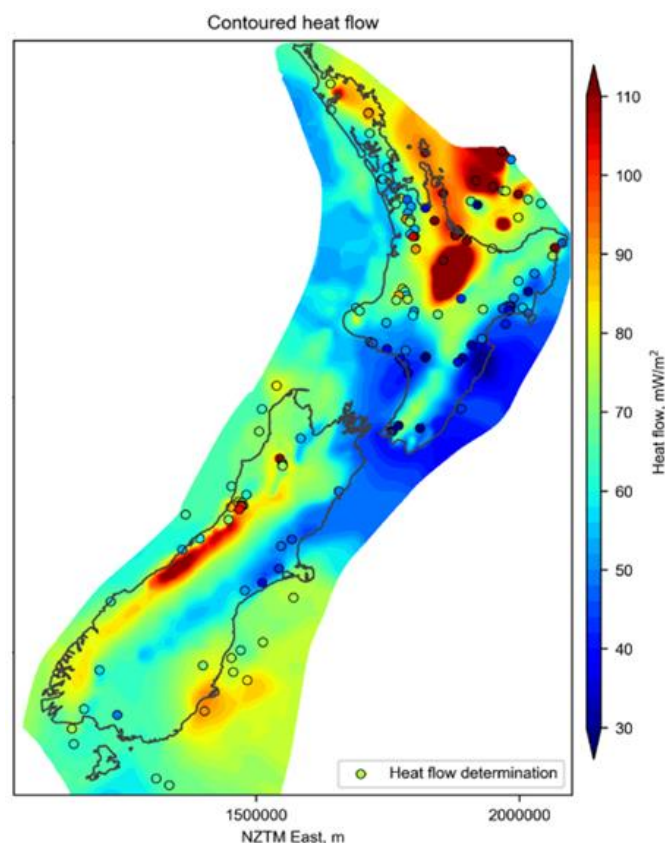 Contoured heat flow
110
100
90
80
70
60
50
40
30
Heat flow, mW/m²
Heat flow determination
1500000
2000000
NZTM East, m